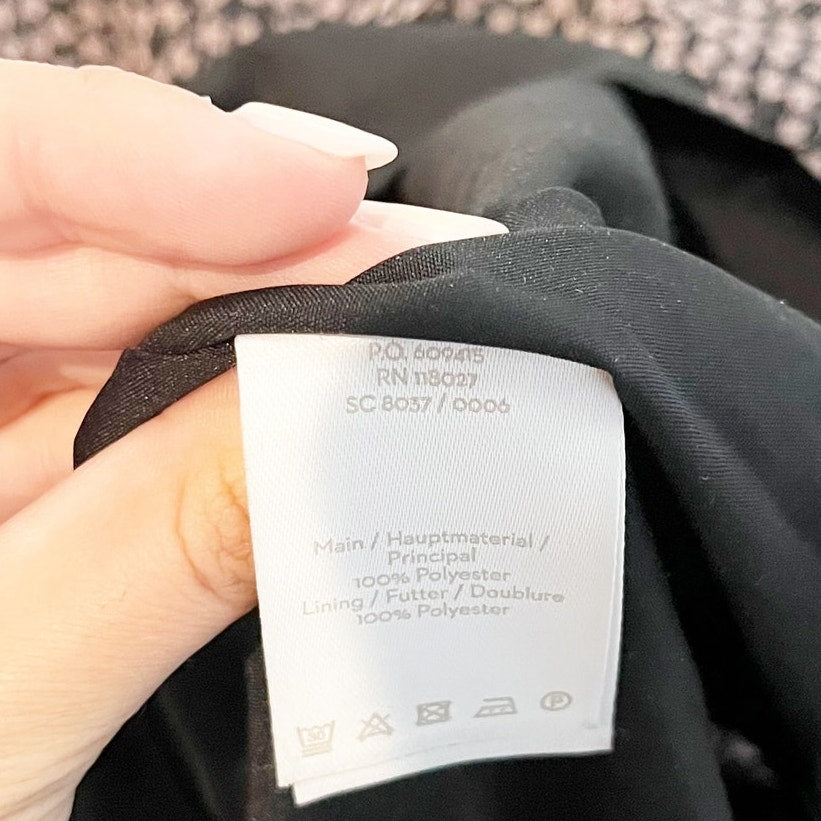 P.O. 609415
RN 118027
SC 8037 / 0006
Main / Hauptmaterial /
Principal
100% Polyester
Lining / Futter / Doublure
100% Polyester